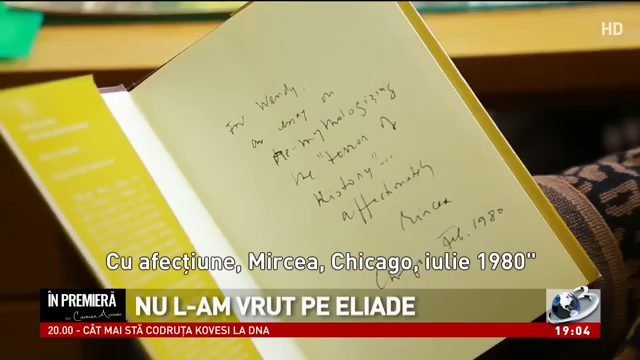 HD
For Wendy,
an essay on
Re-mythologizing
the "terror of
History"...
affectionately
Mircea
Feb. 1980
Cu afecțiune, Mircea, Chicago, iulie 1980"
ÎN PREMIERĂ
cu Carmen Avram
NU L-AM VRUT PE ELIADE
20.00 - CÂT MAI STĂ CODRUȚA KOVESI LA DNA
19:04